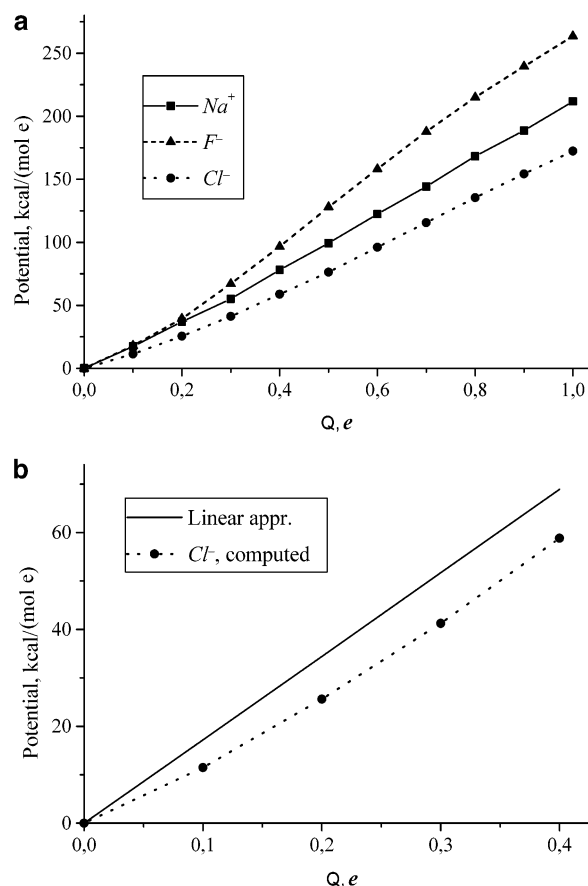 a
250
200
150
100
50
0
Potential, kcal/(mol e)
Na+
F−
Cl−
0,0 0,2 0,4 0,6 0,8 1,0
Q, e
b
60
40
20
0
Potential, kcal/(mol e)
Linear appr.
Cl−, computed
0,0 0,1 0,2 0,3 0,4
Q, e